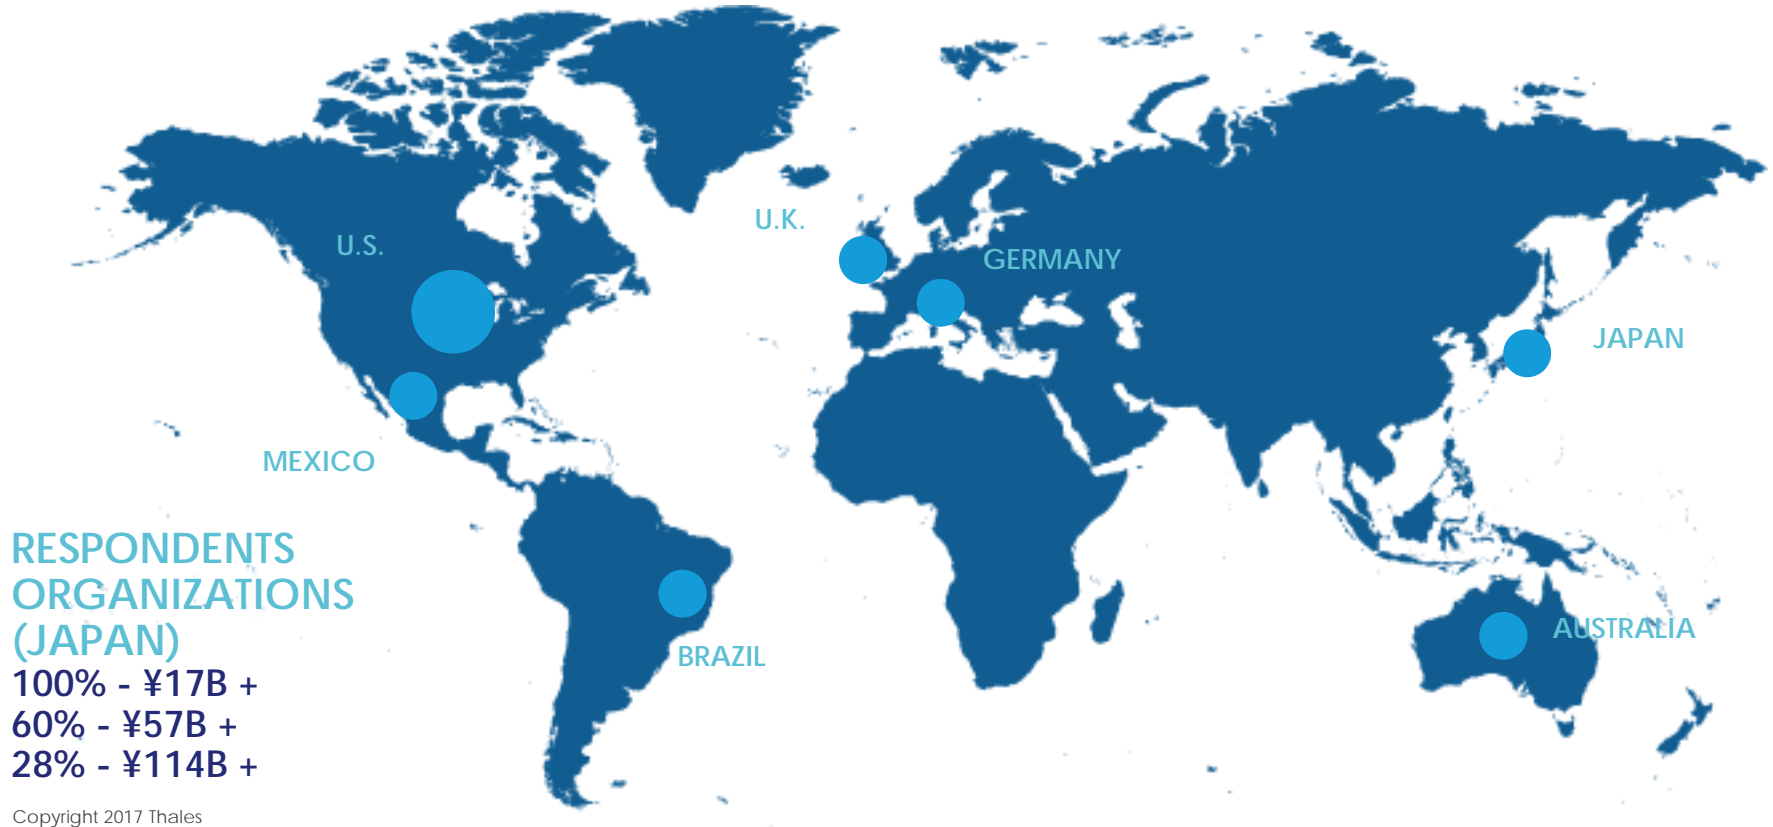 U.K.
U.S.
GERMANY
JAPAN
MEXICO
RESPONDENTS
ORGANIZATIONS
(JAPAN)
100% - ¥17B +
60% - ¥57B +
28% - ¥114B +
BRAZIL
AUSTRALIA
Copyright 2017 Thales